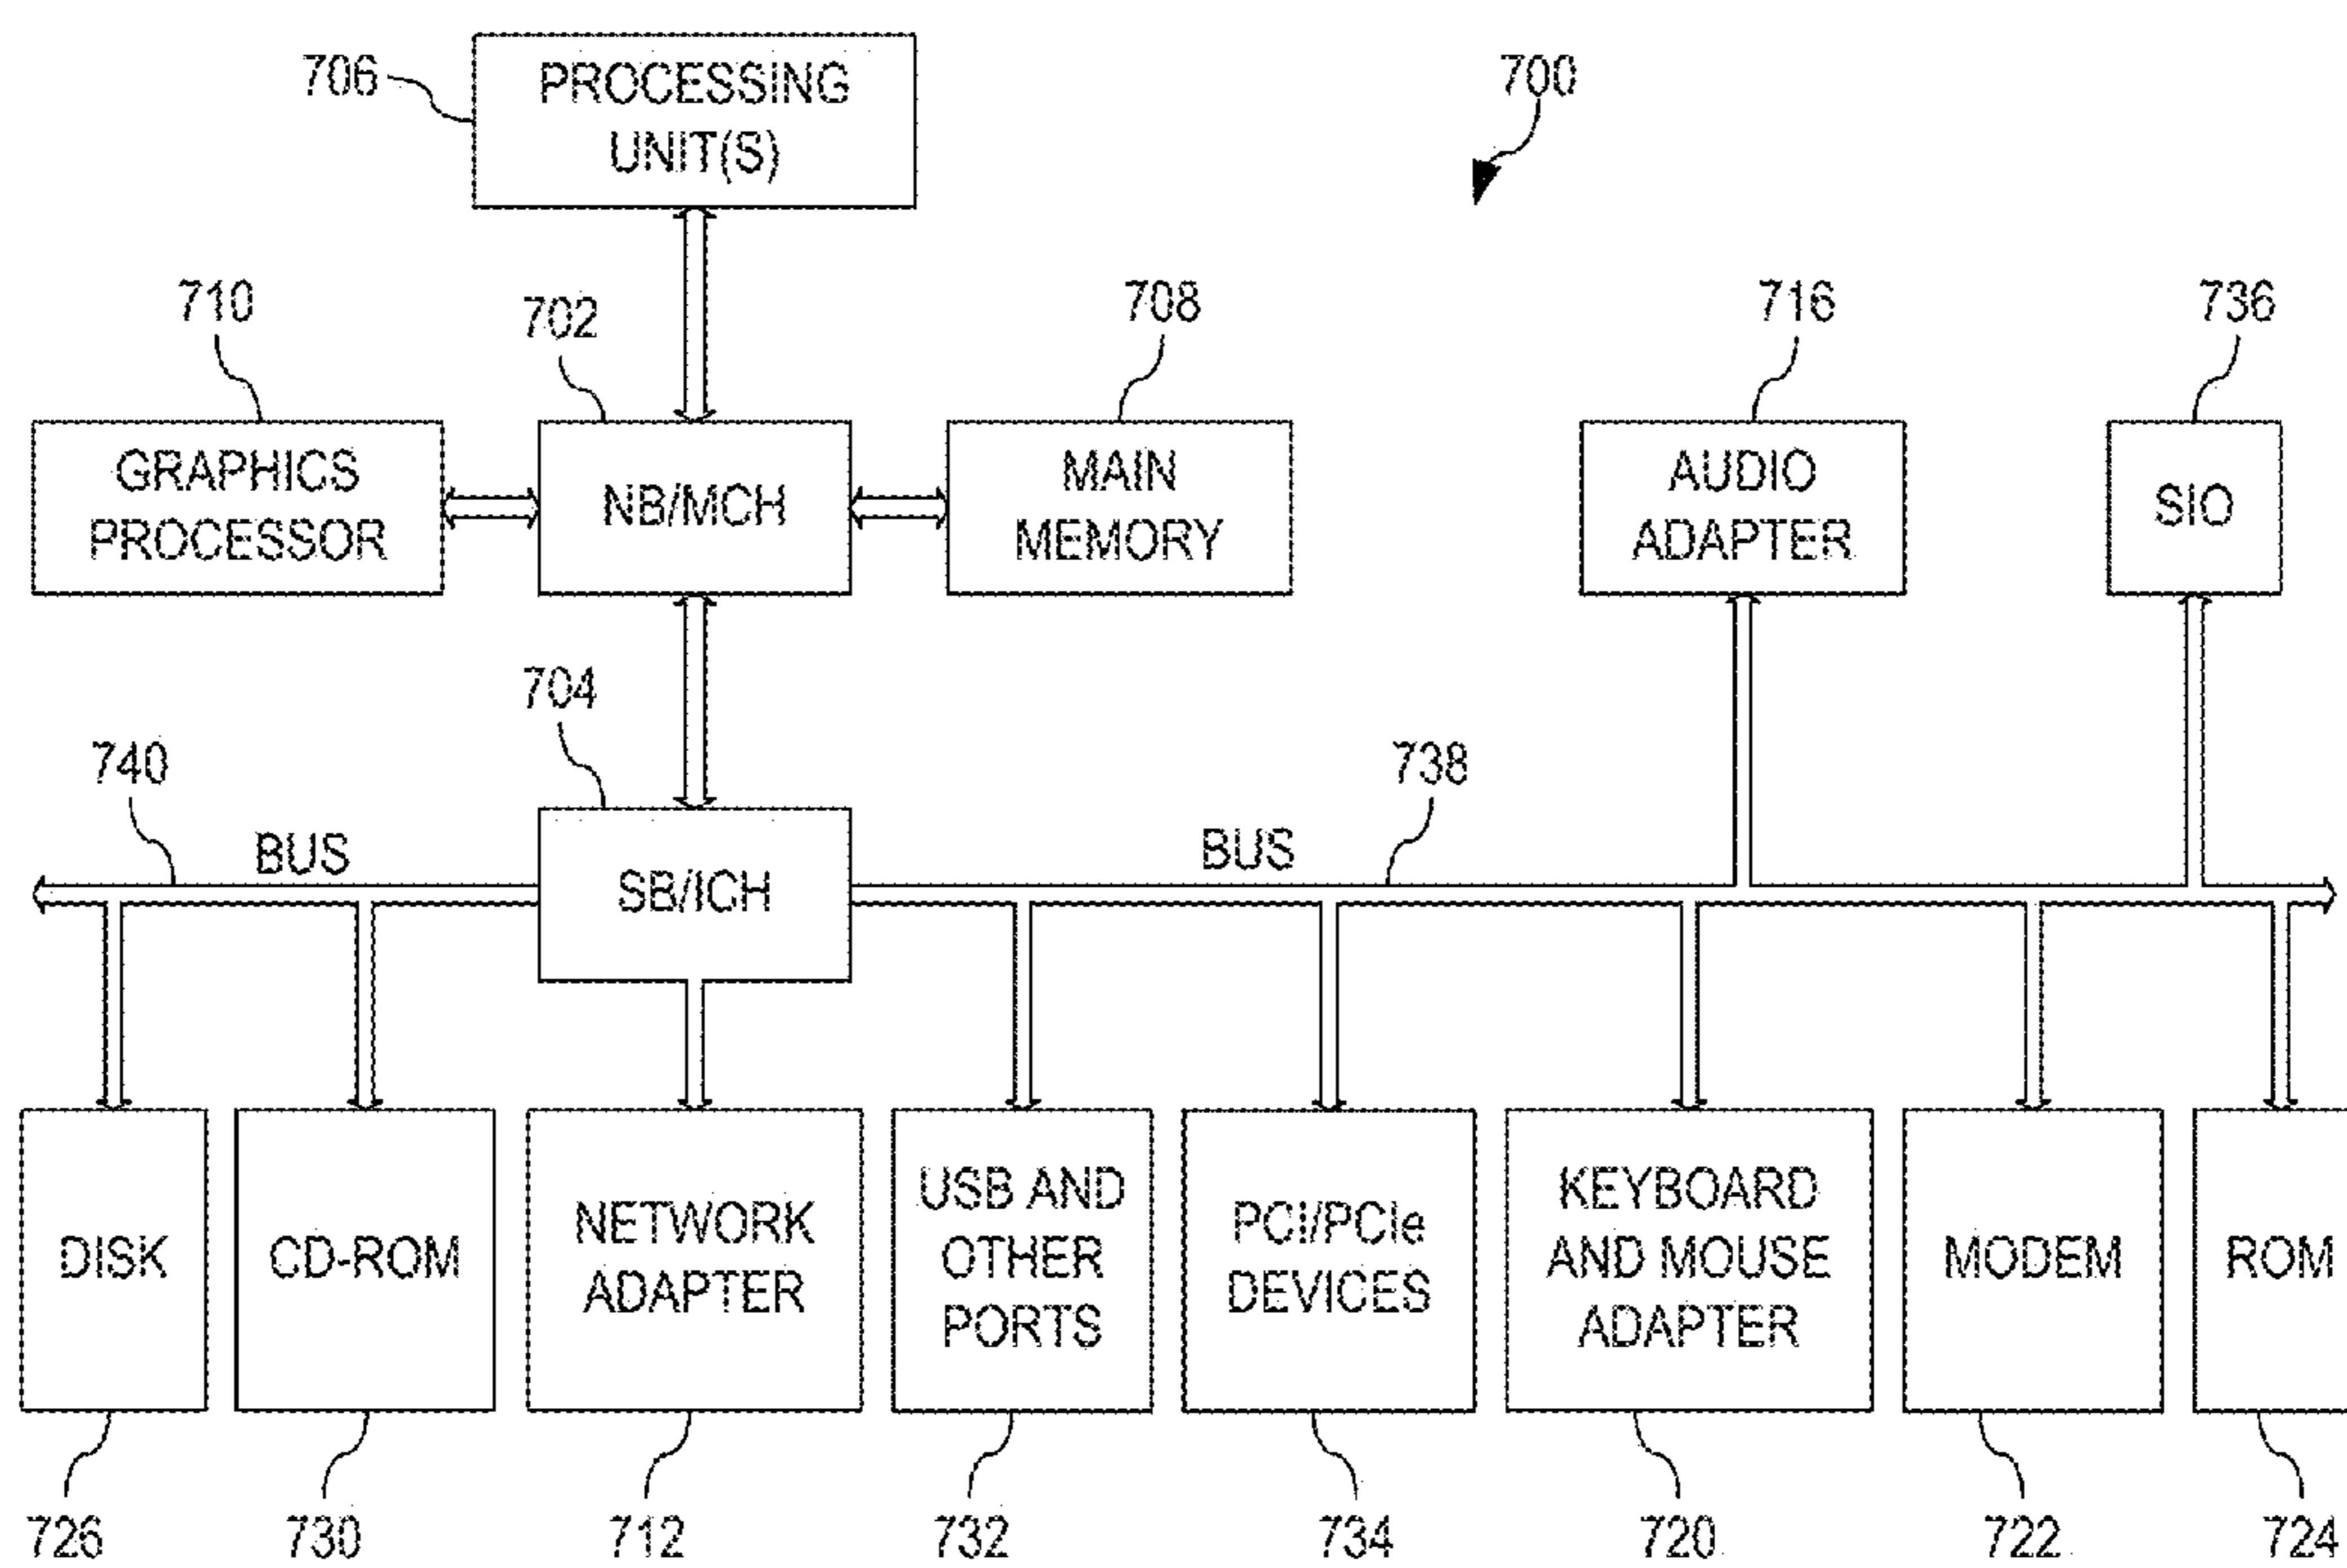 706
PROCESSING
UNIT(S)
700
710
702
708
716
736
GRAPHICS
PROCESSOR
NB/MCH
MAIN
MEMORY
AUDIO
ADAPTER
SIO
704
740
738
BUS
SB/ICH
BUS
DISK
CD-ROM
NETWORK
ADAPTER
USB AND
OTHER
PORTS
PCI/PCIe
DEVICES
KEYBOARD
AND MOUSE
ADAPTER
MODEM
ROM
726
730
712
732
734
720
722
724